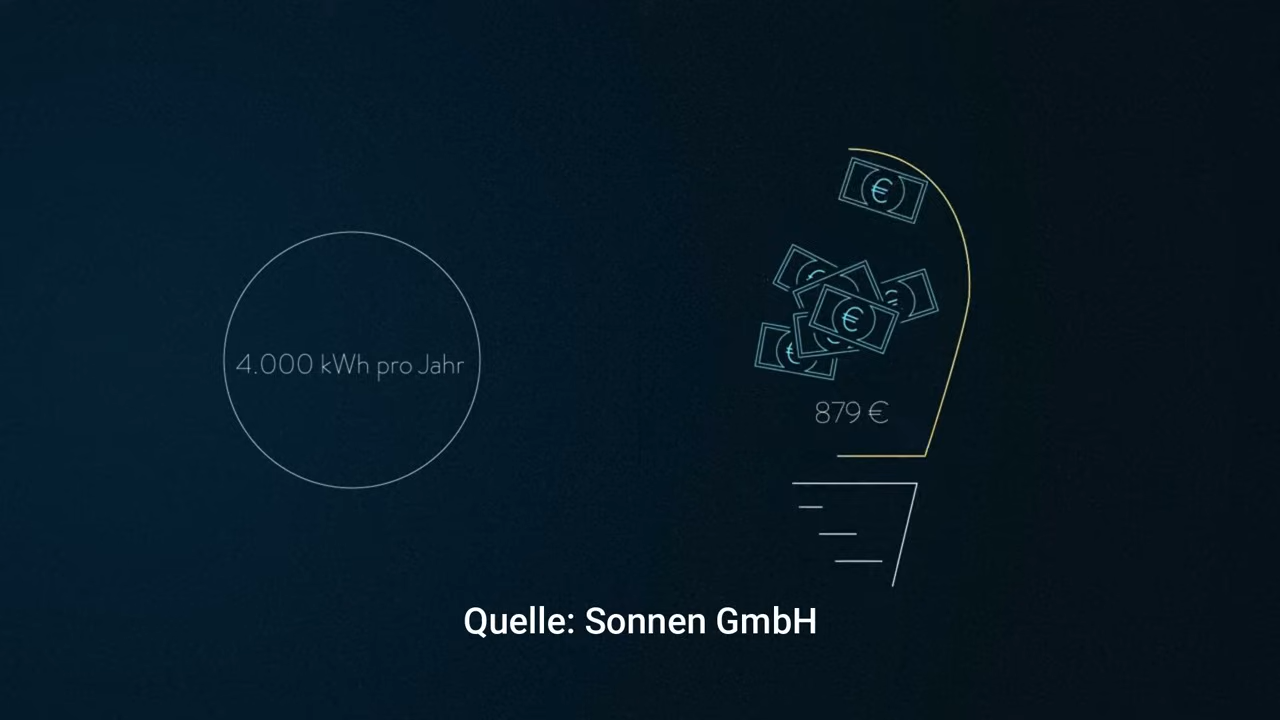 4.000 kWh pro Jahr
€
€
€
879 €
Quelle: Sonnen GmbH